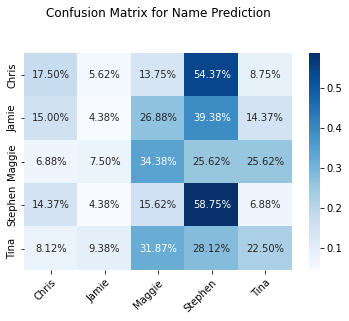 Confusion Matrix for Name Prediction
Chris 17.50% 5.62% 13.75% 54.37% 8.75%
Jamie 15.00% 4.38% 26.88% 39.38% 14.37%
Maggie 6.88% 7.50% 34.38% 25.62% 25.62%
Stephen 14.37% 4.38% 15.62% 58.75% 6.88%
Tina 8.12% 9.38% 31.87% 28.12% 22.50%
Chris Jamie Maggie Stephen Tina
0.5
0.4
0.3
0.2
0.1